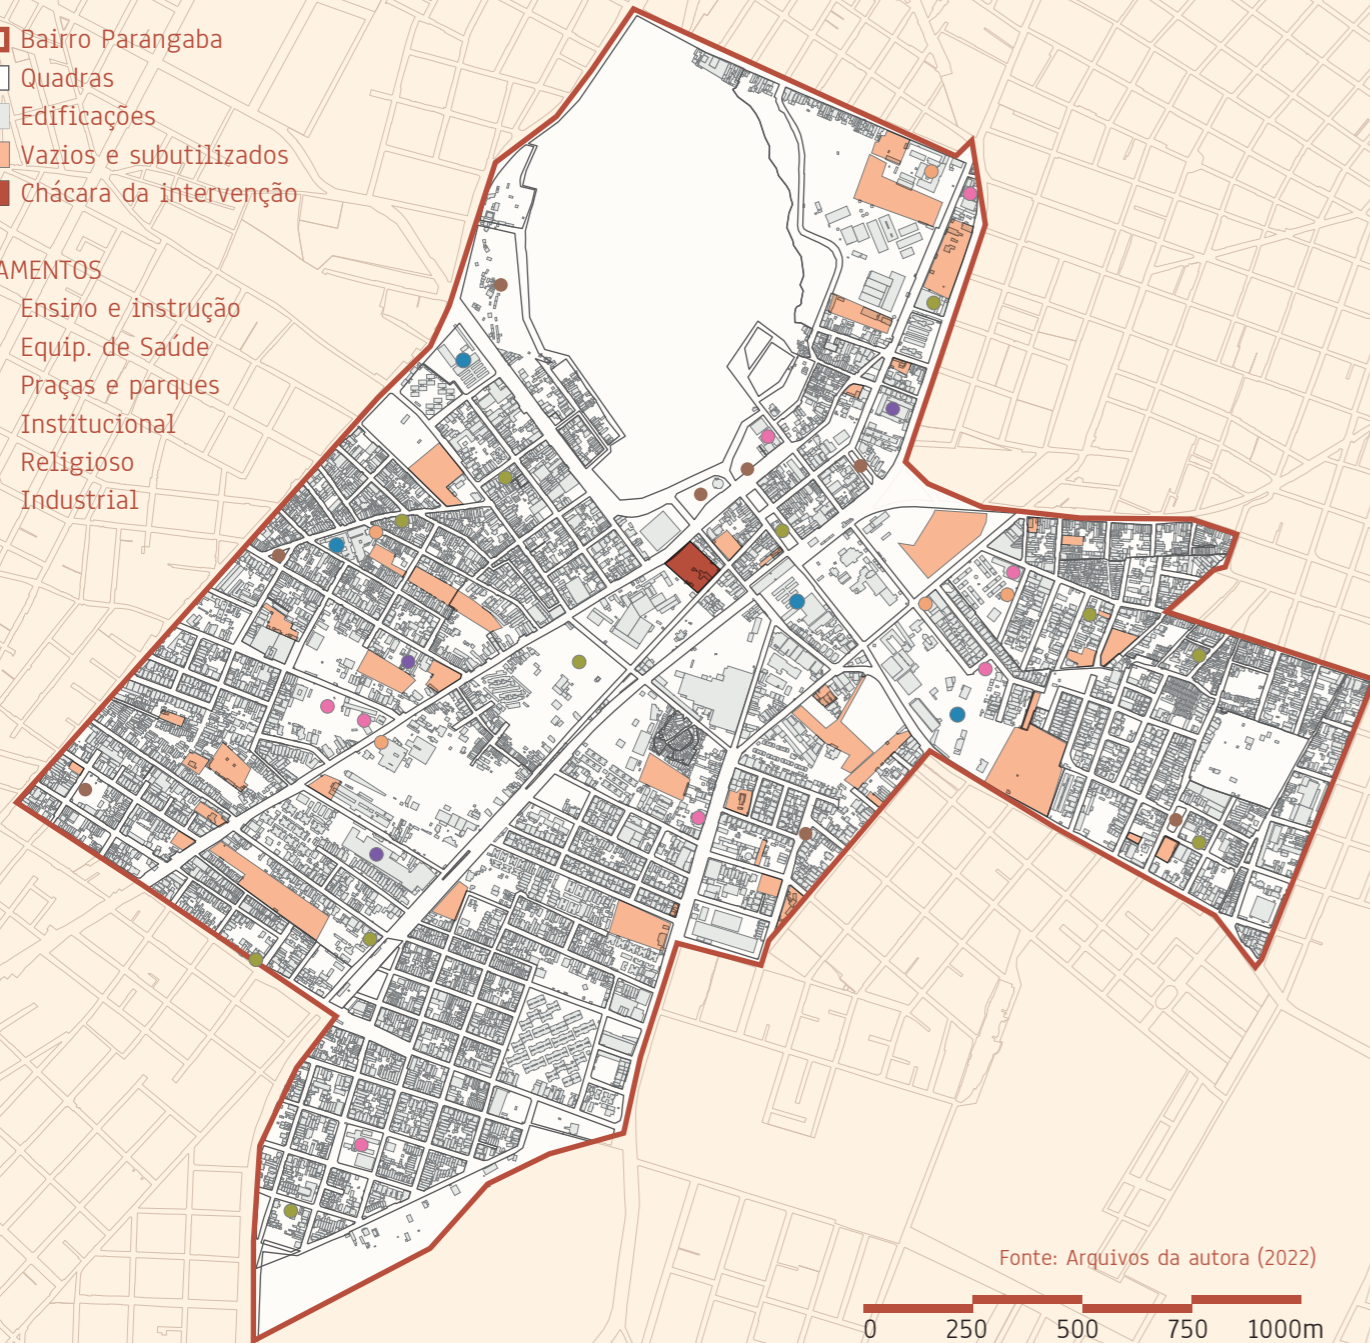 Bairro Parangaba
Quadras
Edificações
Vazios e subutilizados
Chácara da intervenção
AMENTOS
Ensino e instrução
Equip. de Saúde
Praças e parques
Institucional
Religioso
Industrial
Fonte: Arquivos da autora (2022)
0 250 500 750 1000m